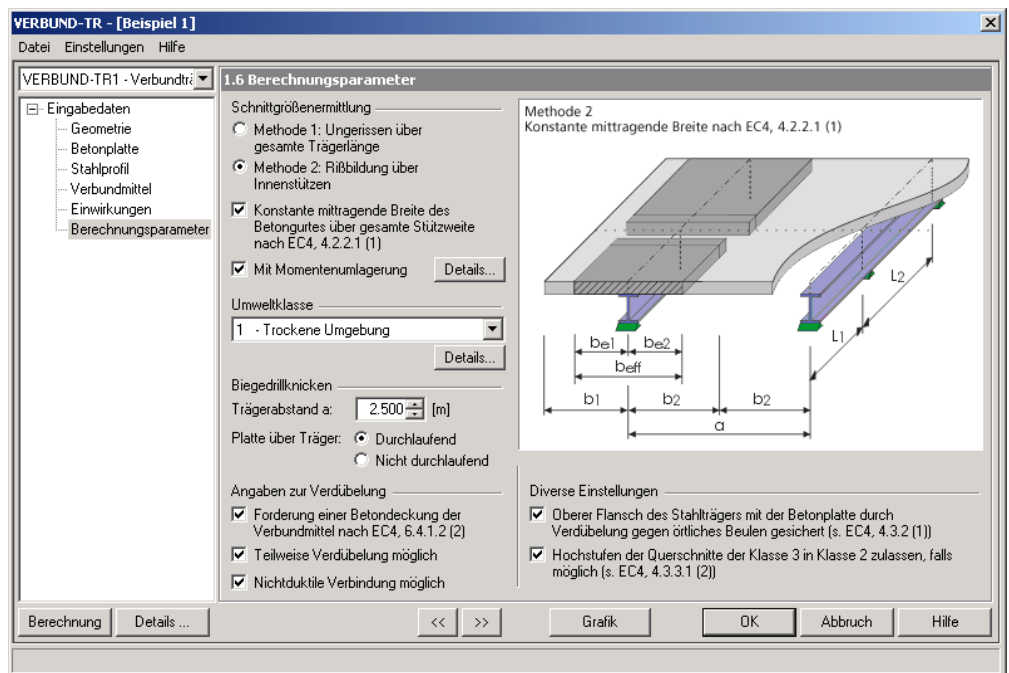 VERBUND-TR - [Beispiel 1]
Datei Einstellungen Hilfe
VERBUND-TR1 - Verbundträ
Eingabedaten
Geometrie
Betonplatte
Stahlprofil
Verbundmittel
Einwirkungen
Berechnungsparameter
1.6 Berechnungsparameter
Schnittgrößenermittlung
Methode 1: Ungerissen über
gesamte Trägerlänge
Methode 2: Rißbildung über
Innenstützen
Konstante mittragende Breite des
Betongurtes über gesamte Stützweite
nach EC4, 4.2.2.1 (1)
Mit Momentenumlagerung Details...
Umweltklasse
1 - Trockene Umgebung
Details...
Biegedrillknicken
Trägerabstand a: 2.500 [m]
Platte über Träger: Durchlaufend
Nicht durchlaufend
Angaben zur Verdübelung
Forderung einer Betondeckung der
Verbundmittel nach EC4, 6.4.1.2 (2)
Teilweise Verdübelung möglich
Nichtduktile Verbindung möglich
Methode 2
Konstante mittragende Breite nach EC4, 4.2.2.1 (1)
L2
L1
be1 be2
beff
b1 b2 b2
a
Diverse Einstellungen
Oberer Flansch des Stahlträgers mit der Betonplatte durch
Verdübelung gegen örtliches Beulen gesichert (s. EC4, 4.3.2 (1))
Hochstufen der Querschnitte der Klasse 3 in Klasse 2 zulassen, falls
möglich (s. EC4, 4.3.3.1 (2))
Berechnung Details ... << >> Grafik OK Abbruch Hilfe